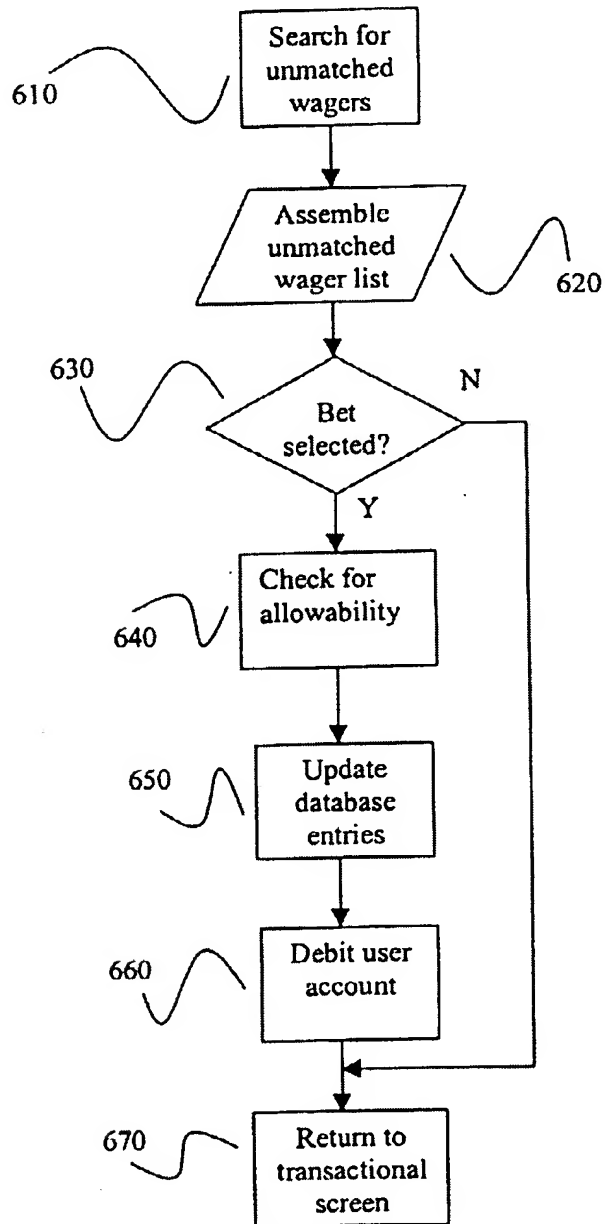 Search for
unmatched
wagers
610
Assemble
unmatched
wager list
620
630
N
Bet
selected?
Y
Check for
allowability
640
Update
database
entries
650
Debit user
account
660
Return to
transactional
screen
670